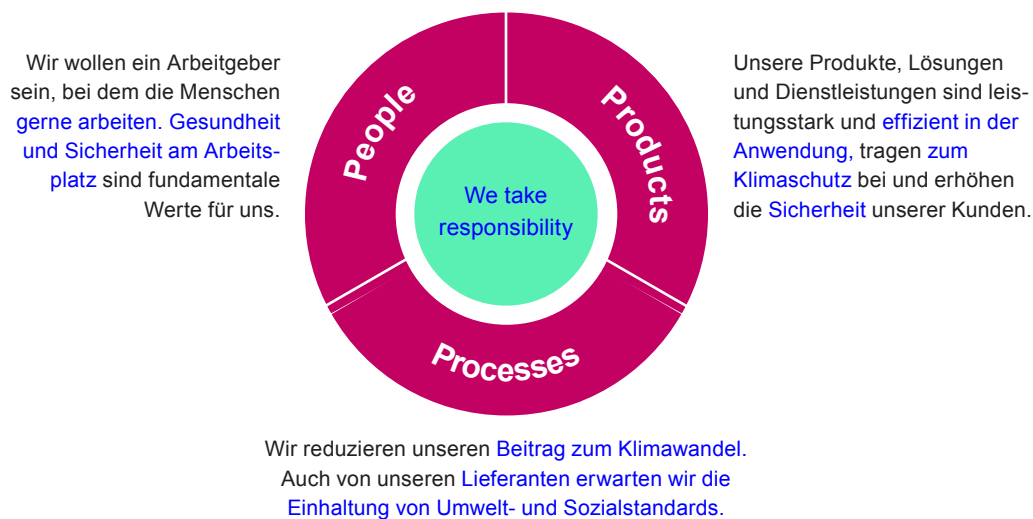 Wir wollen ein Arbeitgeber
sein, bei dem die Menschen
gerne arbeiten. Gesundheit
und Sicherheit am Arbeits-
platz sind fundamentale
Werte für uns.
People
Products
We take
responsibility
Processes
Unsere Produkte, Lösungen
und Dienstleistungen sind leis-
tungsstark und effizient in der
Anwendung, tragen zum
Klimaschutz bei und erhöhen
die Sicherheit unserer Kunden.
Wir reduzieren unseren Beitrag zum Klimawandel.
Auch von unseren Lieferanten erwarten wir die
Einhaltung von Umwelt- und Sozialstandards.